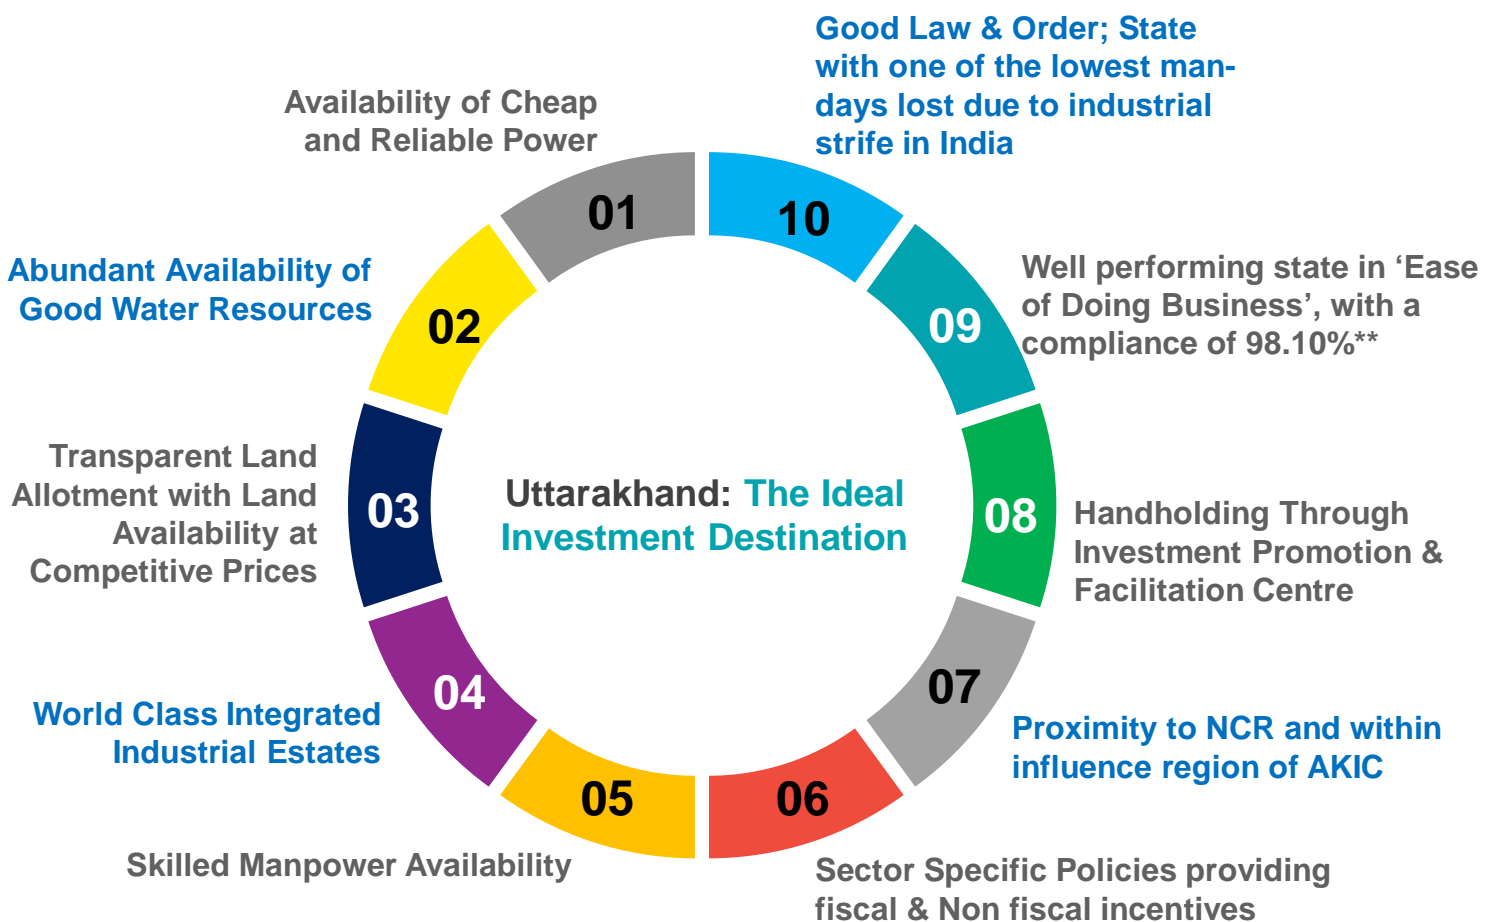 Good Law & Order; State
with one of the lowest man-
days lost due to industrial
strife in India
Availability of Cheap
and Reliable Power
01
10
Abundant Availability of
Good Water Resources
02
09
Well performing state in ‘Ease
of Doing Business’, with a
compliance of 98.10%**
Transparent Land
Allotment with Land
Availability at
Competitive Prices
03
Uttarakhand: The Ideal
Investment Destination
08
Handholding Through
Investment Promotion &
Facilitation Centre
World Class Integrated
Industrial Estates
04
07
Proximity to NCR and within
influence region of AKIC
05
06
Skilled Manpower Availability
Sector Specific Policies providing
fiscal & Non fiscal incentives